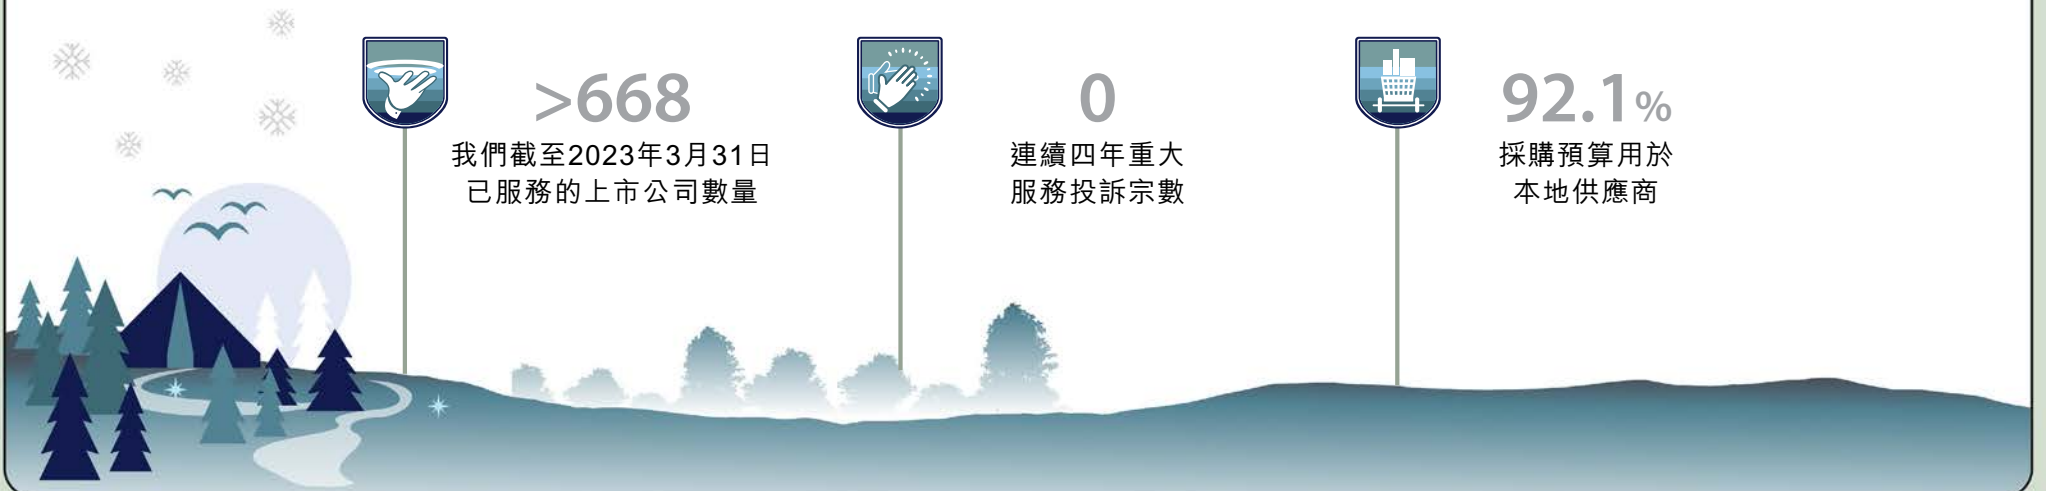 >668
我們截至2023年3月31日
已服務的上市公司數量
0
連續四年重大
服務投訴宗數
92.1%
採購預算用於
本地供應商